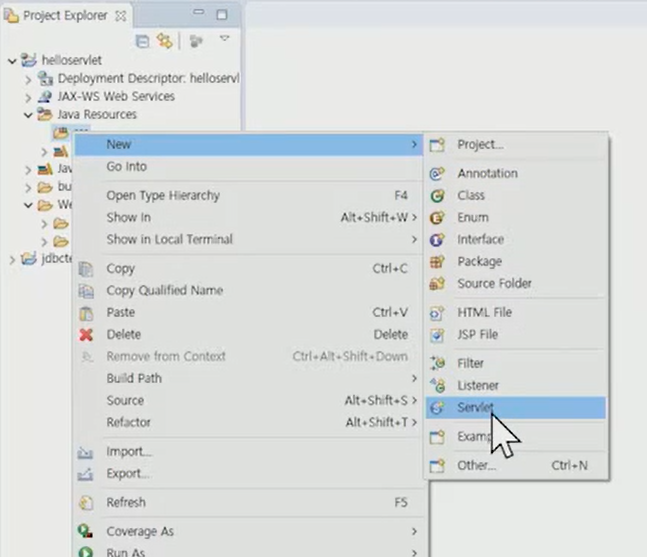 Project Explorer
helloservlet
Deployment Descriptor: helloservl
JAX-WS Web Services
Java Resources
New
Go Into
Open Type Hierarchy F4
Show In Alt+Shift+W
Show in Local Terminal
Copy Ctrl+C
Copy Qualified Name
Paste Ctrl+V
Delete Delete
Remove from Context Ctrl+Alt+Shift+Down
Build Path
Source Alt+Shift+S
Refactor Alt+Shift+T
Import...
Export...
Refresh F5
Coverage As
Run As
Jav
bu
We
jdbcte
Project...
Annotation
Class
Enum
Interface
Package
Source Folder
HTML File
JSP File
Filter
Listener
Servlet
Examp
Other... Ctrl+N